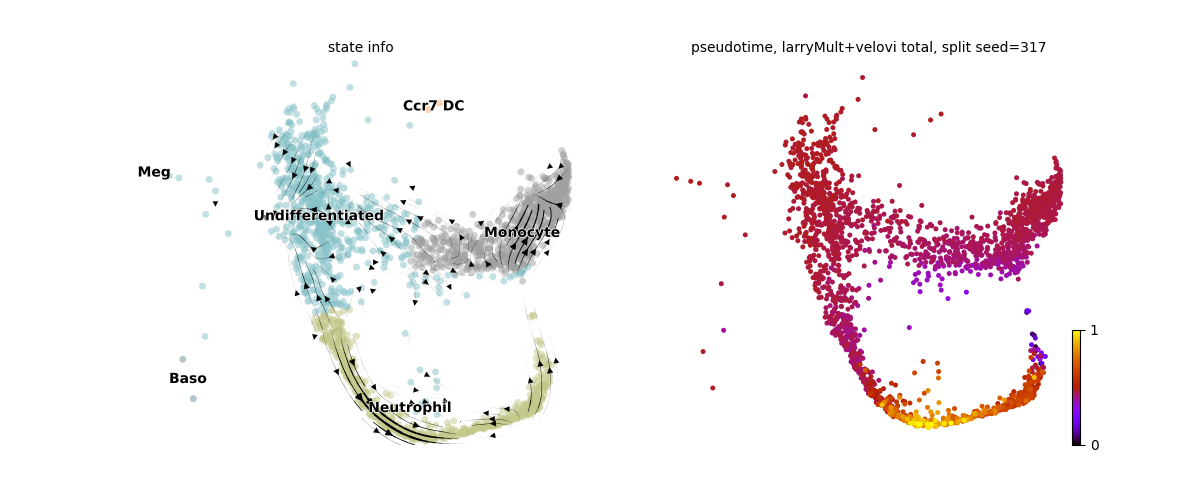 state info
pseudotime, larryMult+velovi total, split seed=317
Ccr7 DC
Meg
Undifferentiated
Monocyte
Baso
Neutrophil
1
0